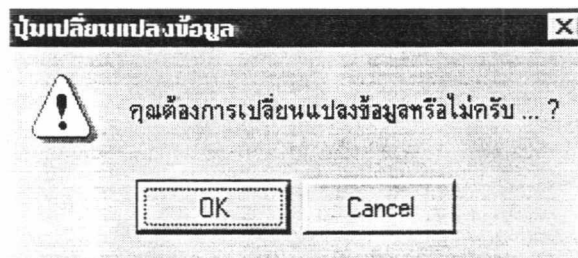 ปุ่มเปลี่ยนแปลงข้อมูล
คุณต้องการเปลี่ยนแปลงข้อมูลหรือไม่ครับ ... ?
OK
Cancel